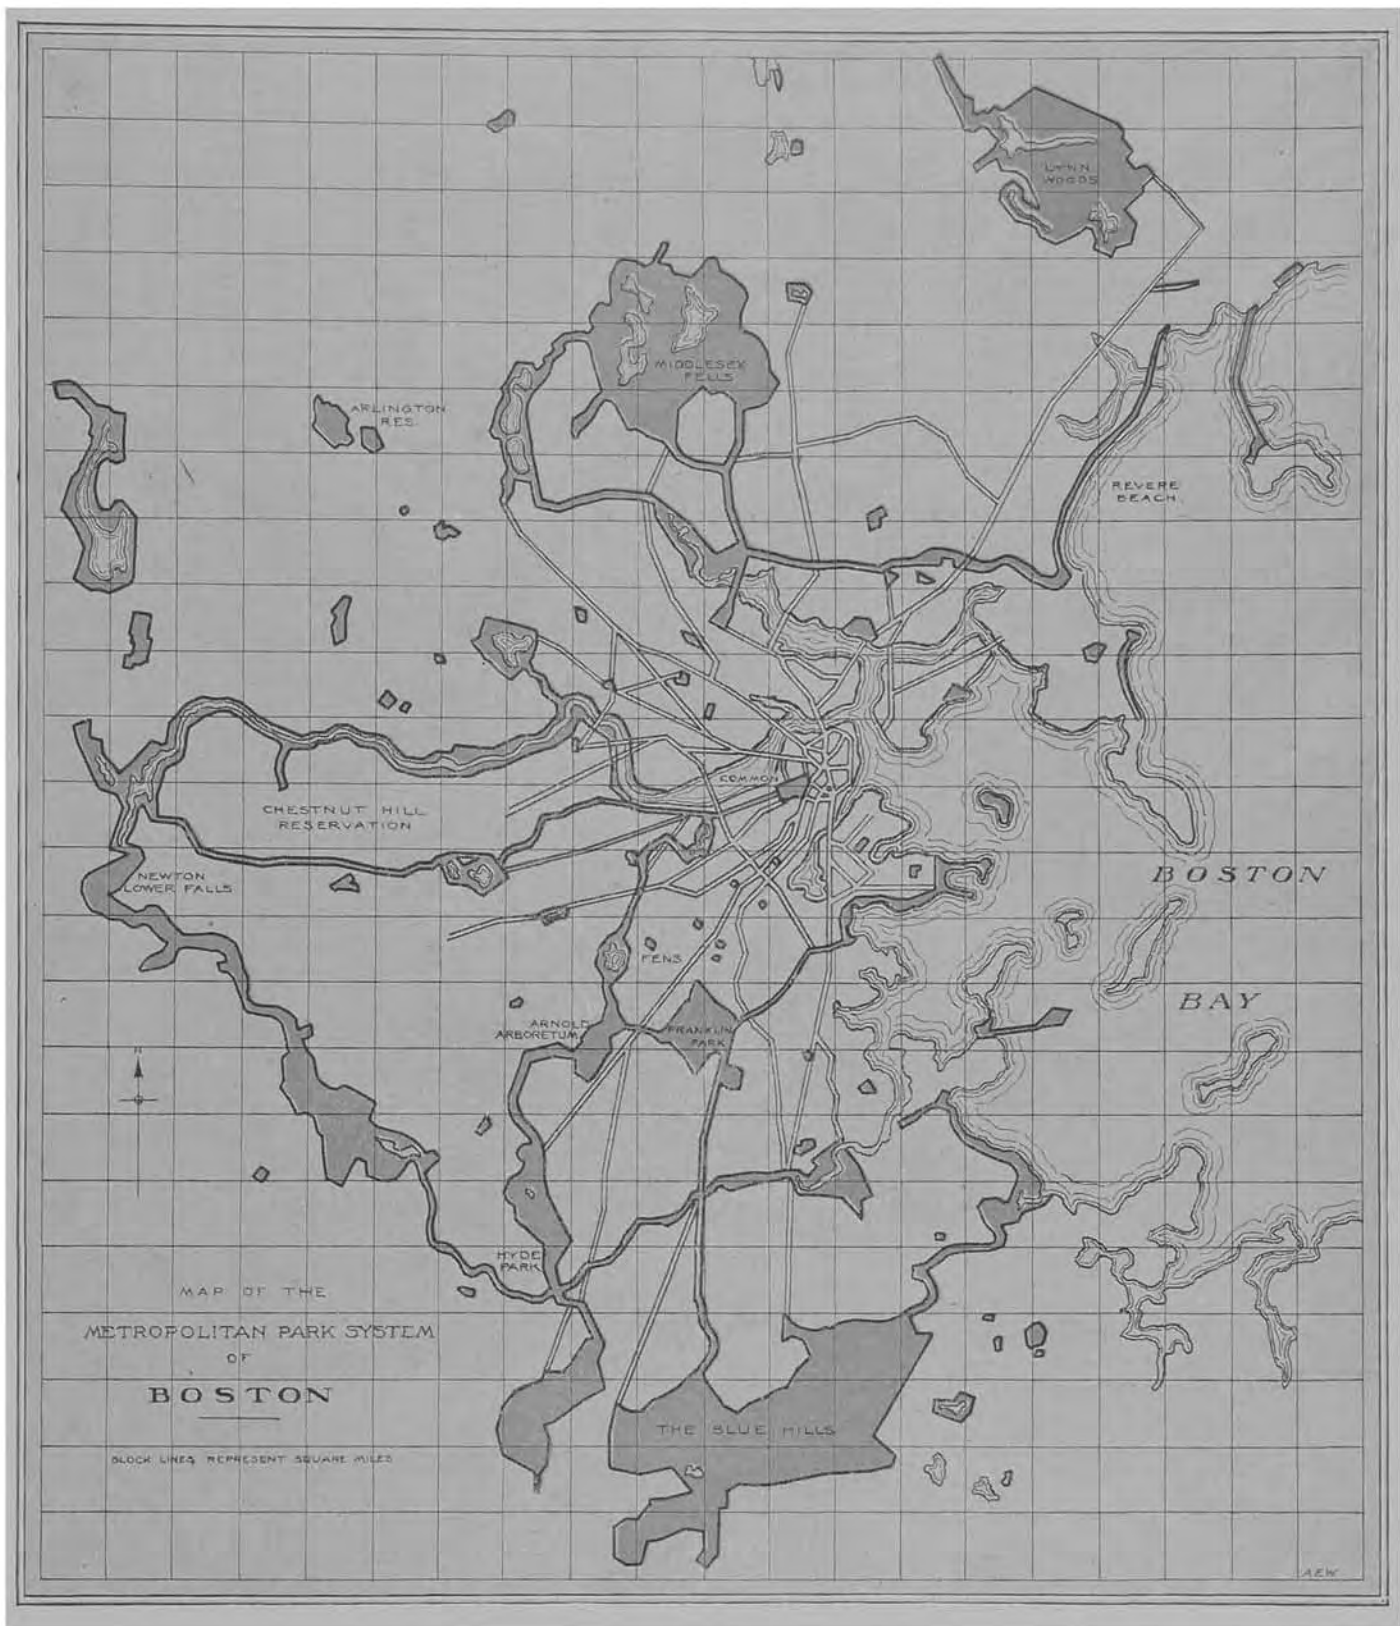 LYNN
WOODS
MIDDLESEX
FELLS
ARLINGTON
RES.
REVERE
BEACH
COMMON
CHESTNUT HILL
RESERVATION
NEWTON
LOWER FALLS
BOSTON
BAY
FENS
ARNOLD
ARBORETUM
FRANKLIN
PARK
N
HYDE
PARK
MAP OF THE
METROPOLITAN PARK SYSTEM
OF
BOSTON
THE BLUE HILLS
BLOCK LINES REPRESENT SQUARE MILES
AEW